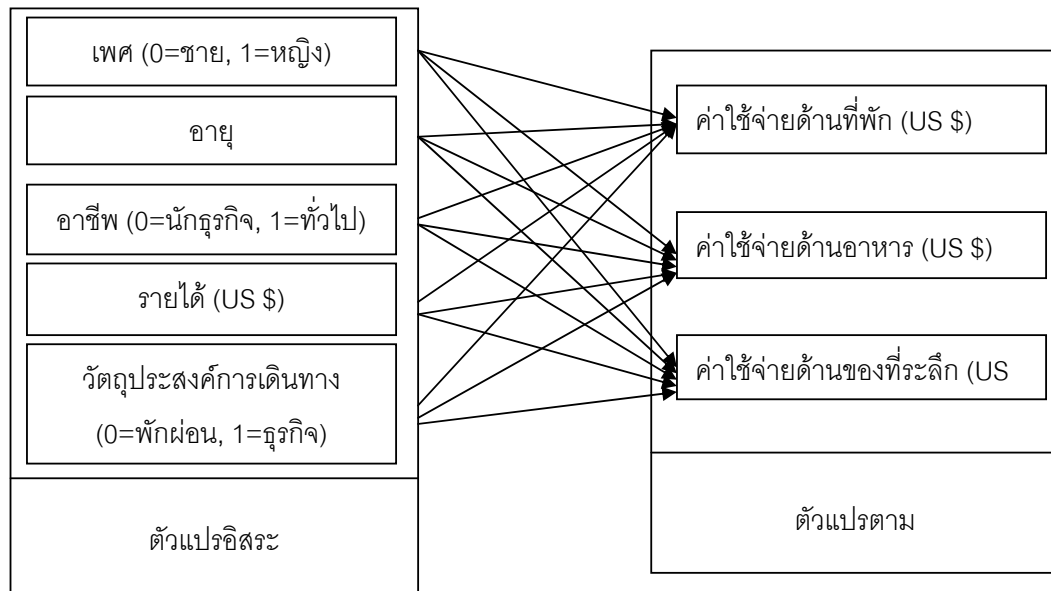 เพศ (0=ชาย, 1=หญิง)
อายุ
อาชีพ (0=นักธุรกิจ, 1=ทั่วไป)
รายได้ (US $)
วัตถุประสงค์การเดินทาง
(0=พักผ่อน, 1=ธุรกิจ)
ตัวแปรอิสระ
ค่าใช้จ่ายด้านที่พัก (US $)
ค่าใช้จ่ายด้านอาหาร (US $)
ค่าใช้จ่ายด้านของที่ระลึก (US
ตัวแปรตาม